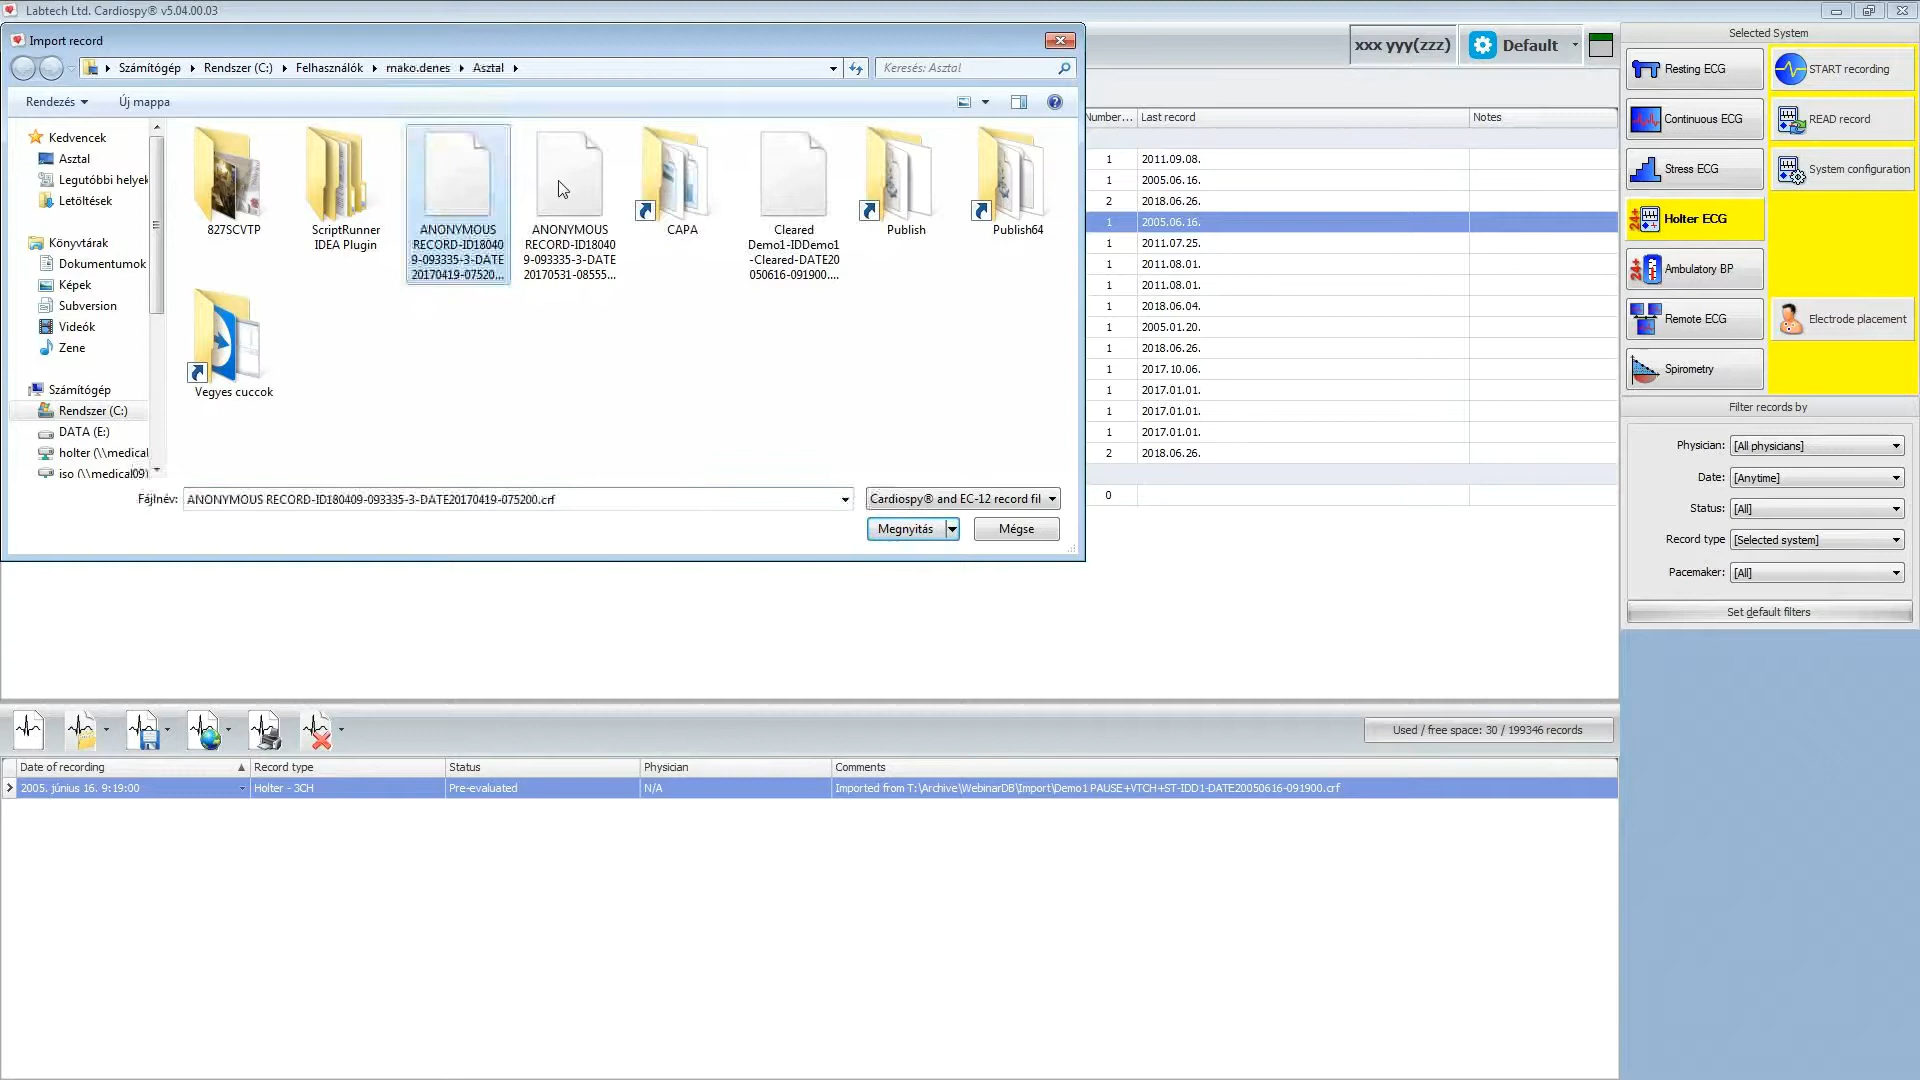 Labtech Ltd. Cardiospy® v5.04.00.03
Import record
Számítógép
Rendszer (C:)
Felhasználók
mako.denes
Asztal
Keresés: Asztal
Rendezés
Új mappa
Kedvencek
Asztal
Legutóbbi helyek
Letöltések
Könyvtárak
Dokumentumok
Képek
Subversion
Videók
Zene
Számítógép
Rendszer (C:)
DATA (E:)
holter (\\medical
iso (\\medical09)
827SCVTP
ScriptRunner
IDEA Plugin
ANONYMOUS
RECORD-ID18040
9-093335-3-DATE
20170419-07520...
ANONYMOUS
RECORD-ID18040
9-093335-3-DATE
20170531-08555...
CAPA
Cleared
Demo1-IDDemo1
-Cleared-DATE20
050616-091900....
Publish
Publish64
Vegyes cuccok
Fájlnév:
ANONYMOUS RECORD-ID180409-093335-3-DATE20170419-075200.crf
Cardiospy® and EC-12 record fil
Megnyitás
Mégse
xxx yyy(zzz)
Default
Number... Last record Notes
1 2011.09.08.
1 2005.06.16.
2 2018.06.26.
1 2005.06.16.
1 2011.07.25.
1 2011.08.01.
1 2011.08.01.
1 2018.06.04.
1 2005.01.20.
1 2018.06.26.
1 2017.10.06.
1 2017.01.01.
1 2017.01.01.
1 2017.01.01.
2 2018.06.26.
0
Selected System
Resting ECG
Continuous ECG
Stress ECG
24+ Holter ECG
24+ Ambulatory BP
Remote ECG
Spirometry
START recording
READ record
System configuration
Electrode placement
Filter records by
Physician: [All physicians]
Date: [Anytime]
Status: [All]
Record type [Selected system]
Pacemaker: [All]
Set default filters
Used / free space: 30 / 199346 records
Date of recording Record type Status Physician Comments
2005. június 16. 9:19:00 Holter - 3CH Pre-evaluated N/A Imported from T:\Archive\WebinarDB\Import\Demo1 PAUSE+VTCH+ST-IDD1-DATE20050616-091900.crf